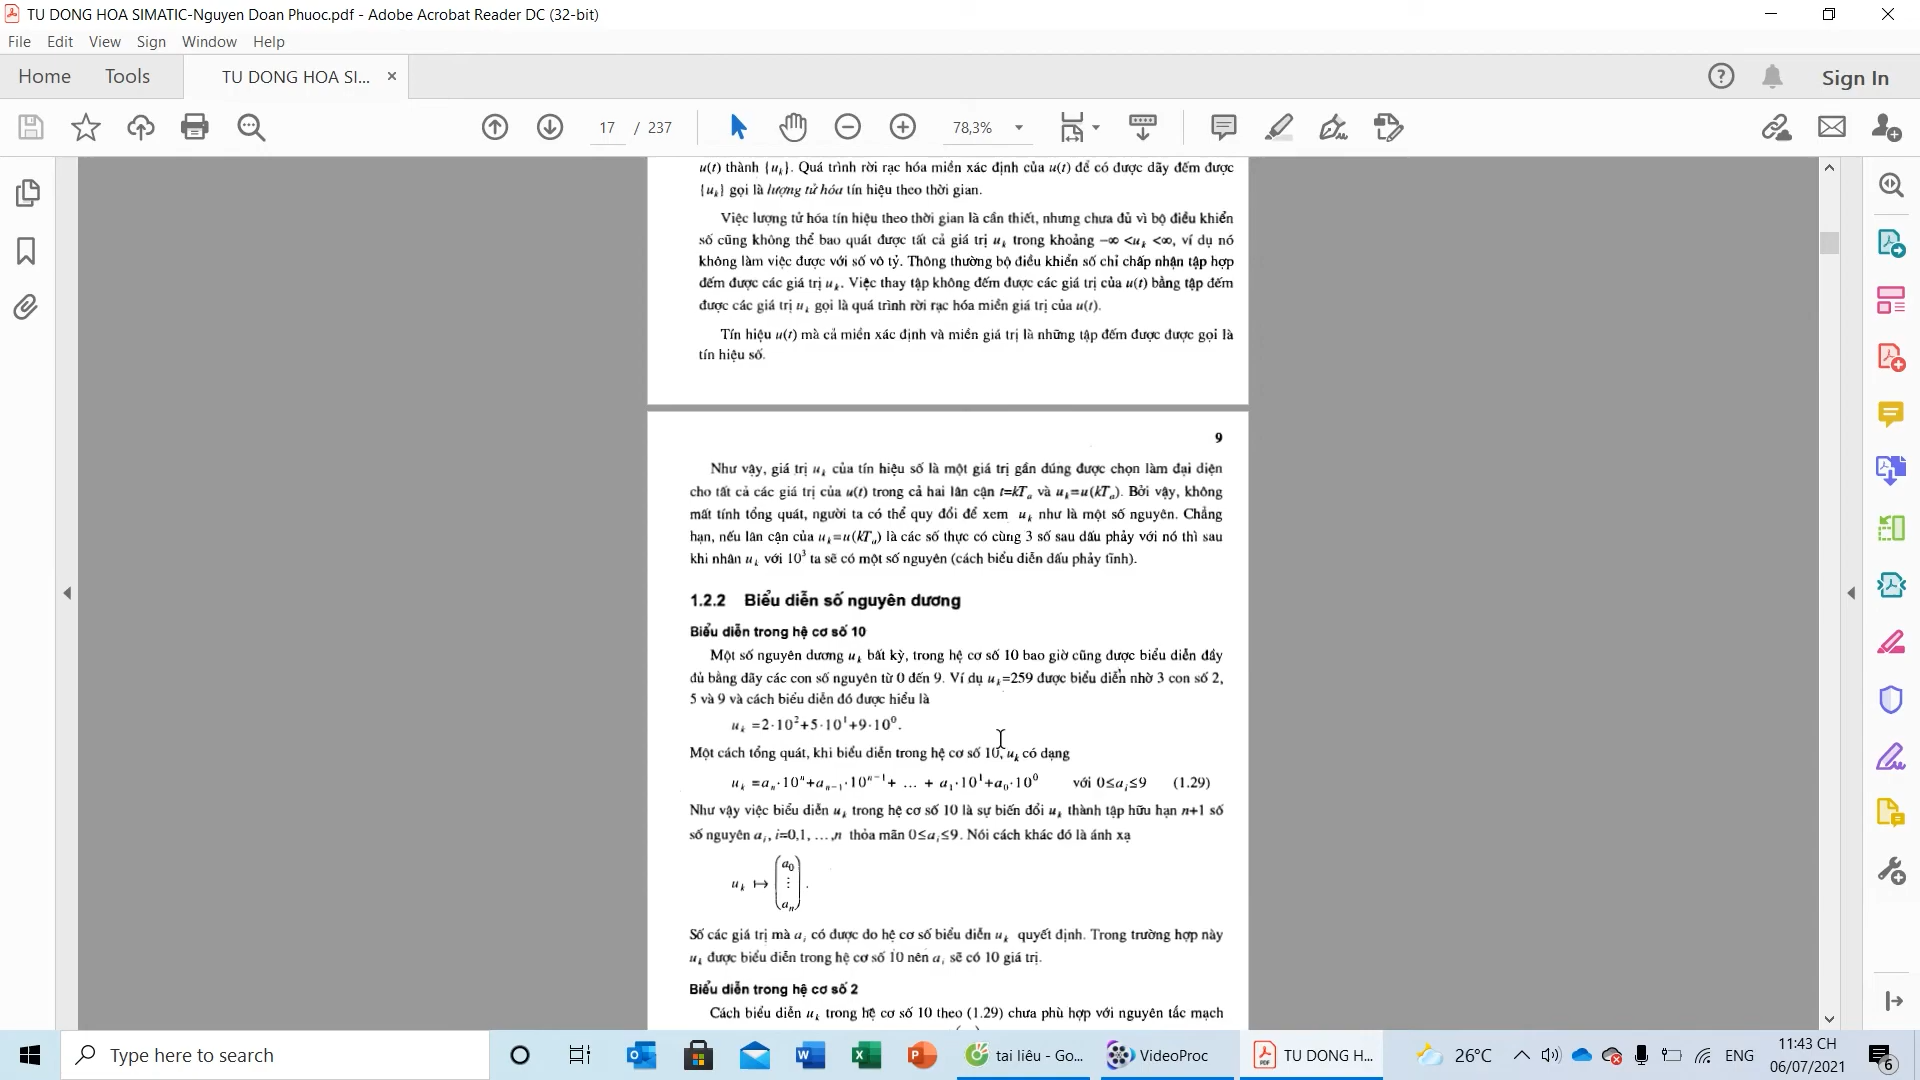 TU DONG HOA SIMATIC-Nguyen Doan Phuoc.pdf - Adobe Acrobat Reader DC (32-bit)
File Edit View Sign Window Help
Home Tools TU DONG HOA SI... × Sign In
17 / 237 78,3%
u(t) thành {uₖ}. Quá trình rời rạc hóa miền xác định của u(t) để có được dãy đếm được
{uₖ} gọi là lượng tử hóa tín hiệu theo thời gian.
Việc lượng tử hóa tín hiệu theo thời gian là cần thiết, nhưng chưa đủ vì bộ điều khiển
số cũng không thể bao quát được tất cả giá trị uₖ trong khoảng −∞ <uₖ <∞, ví dụ nó
không làm việc được với số vô tỷ. Thông thường bộ điều khiển số chỉ chấp nhận tập hợp
đếm được các giá trị uₖ. Việc thay tập không đếm được các giá trị của u(t) bằng tập đếm
được các giá trị uₖ gọi là quá trình rời rạc hóa miền giá trị của u(t).
Tín hiệu u(t) mà cả miền xác định và miền giá trị là những tập đếm được được gọi là
tín hiệu số.
9
Như vậy, giá trị uₖ của tín hiệu số là một giá trị gần đúng được chọn làm đại diện
cho tất cả các giá trị của u(t) trong cả hai lân cận t=kTₐ và uₖ=u(kTₐ). Bởi vậy, không
mất tính tổng quát, người ta có thể quy đổi để xem uₖ như là một số nguyên. Chẳng
hạn, nếu lân cận của uₖ=u(kTₐ) là các số thực có cùng 3 số sau dấu phảy với nó thì sau
khi nhân uₖ với 10³ ta sẽ có một số nguyên (cách biểu diễn dấu phảy tĩnh).
1.2.2 Biểu diễn số nguyên dương
Biểu diễn trong hệ cơ số 10
Một số nguyên dương uₖ bất kỳ, trong hệ cơ số 10 bao giờ cũng được biểu diễn đầy
đủ bằng dãy các con số nguyên từ 0 đến 9. Ví dụ uₖ=259 được biểu diễn nhờ 3 con số 2,
5 và 9 và cách biểu diễn đó được hiểu là
uₖ =2·10²+5·10¹+9·10⁰.
Một cách tổng quát, khi biểu diễn trong hệ cơ số 10, uₖ có dạng
uₖ =aₙ·10ⁿ+aₙ₋₁·10ⁿ⁻¹+ ... + a₁·10¹+a₀·10⁰ với 0≤aᵢ≤9 (1.29)
Như vậy việc biểu diễn uₖ trong hệ cơ số 10 là sự biến đổi uₖ thành tập hữu hạn n+1 số
số nguyên aᵢ, i=0,1, ...,n thỏa mãn 0≤aᵢ≤9. Nói cách khác đó là ánh xạ
a₀
uₖ ↦ ⋮ .
aₙ
Số các giá trị mà aᵢ có được do hệ cơ số biểu diễn uₖ quyết định. Trong trường hợp này
uₖ được biểu diễn trong hệ cơ số 10 nên aᵢ sẽ có 10 giá trị.
Biểu diễn trong hệ cơ số 2
Cách biểu diễn uₖ trong hệ cơ số 10 theo (1.29) chưa phù hợp với nguyên tắc mạch
Type here to search tai liêu - Go... VideoProc TU DONG H... 26°C ENG 11:43 CH
06/07/2021 6